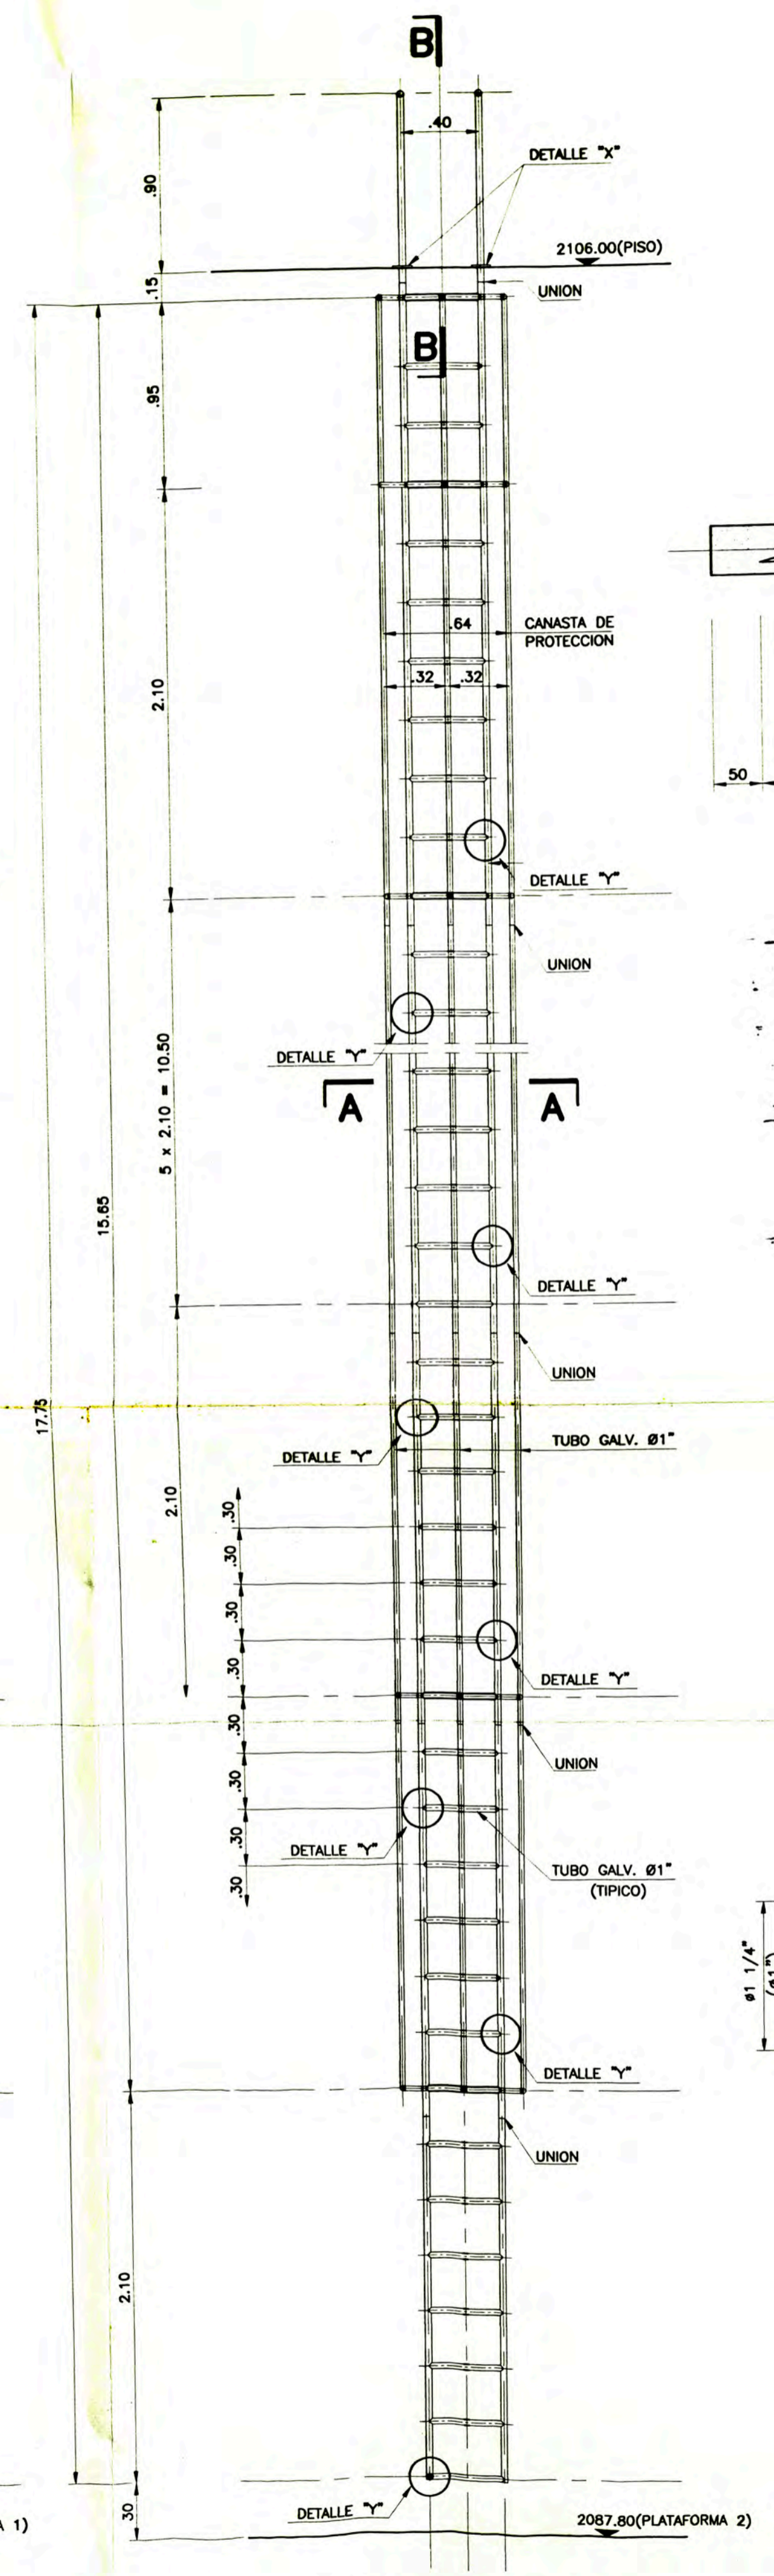 B
.40
DETALLE "X"
.90
2106.00(PISO)
.15
UNION
B
.95
.64
CANASTA DE
PROTECCION
.32
.32
2.10
50
DETALLE "Y"
UNION
DETALLE "Y"
A
A
5 x 2.10 = 10.50
15.65
DETALLE "Y"
UNION
17.75
DETALLE "Y"
TUBO GALV. Ø1"
2.10
.30
.30
.30
.30
DETALLE "Y"
.30
UNION
.30
DETALLE "Y"
.30
TUBO GALV. Ø1"
(TIPICO)
.30
ø1 1/4"
(ø1")
DETALLE "Y"
UNION
2.10
30
DETALLE "Y"
2087.80(PLATAFORMA 2)
A 1)